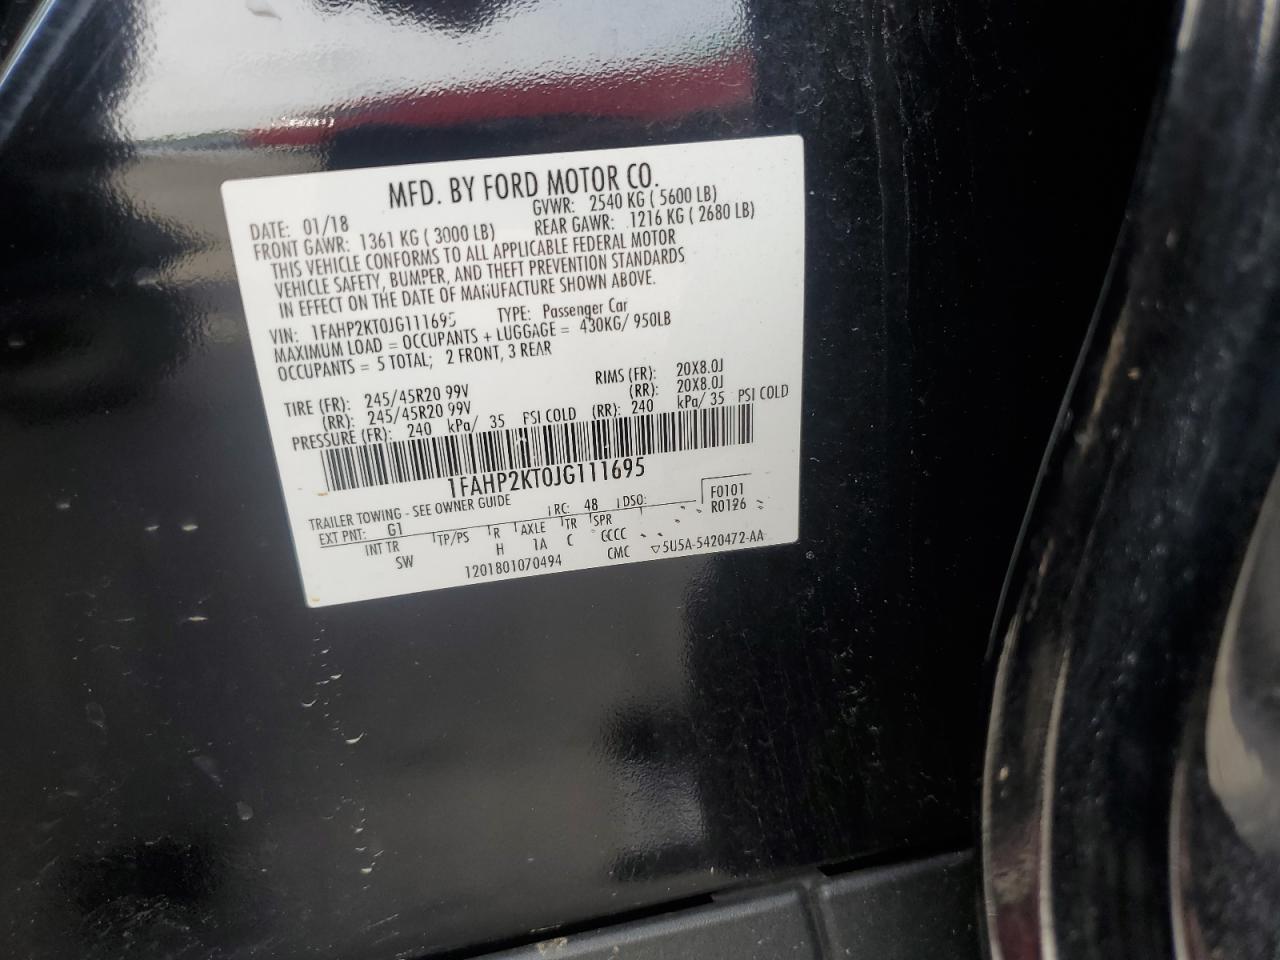 MFD. BY FORD MOTOR CO.
DATE: 01/18 GVWR: 2540 KG ( 5600 LB)
FRONT GAWR: 1361 KG ( 3000 LB) REAR GAWR: 1216 KG ( 2680 LB)
THIS VEHICLE CONFORMS TO ALL APPLICABLE FEDERAL MOTOR
VEHICLE SAFETY, BUMPER, AND THEFT PREVENTION STANDARDS
IN EFFECT ON THE DATE OF MANUFACTURE SHOWN ABOVE.
VIN: 1FAHP2KT0JG111695 TYPE: Passenger Car
MAXIMUM LOAD = OCCUPANTS + LUGGAGE = 430KG/ 950LB
OCCUPANTS = 5 TOTAL; 2 FRONT, 3 REAR
TIRE (FR): 245/45R20 99V RIMS (FR): 20X8.0J
(RR): 245/45R20 99V (RR): 20X8.0J
PRESSURE (FR): 240 kPa/ 35 PSI COLD (RR): 240 kPa/ 35 PSI COLD
1FAHP2KT0JG111695
TRAILER TOWING - SEE OWNER GUIDE
EXT PNT: G1 RC: 48 DSO: F0101
R0126
INT TR TP/PS R AXLE TR SPR
SW H 1A C CCCC
1201801070494 CMC ▽5U5A-5420472-AA